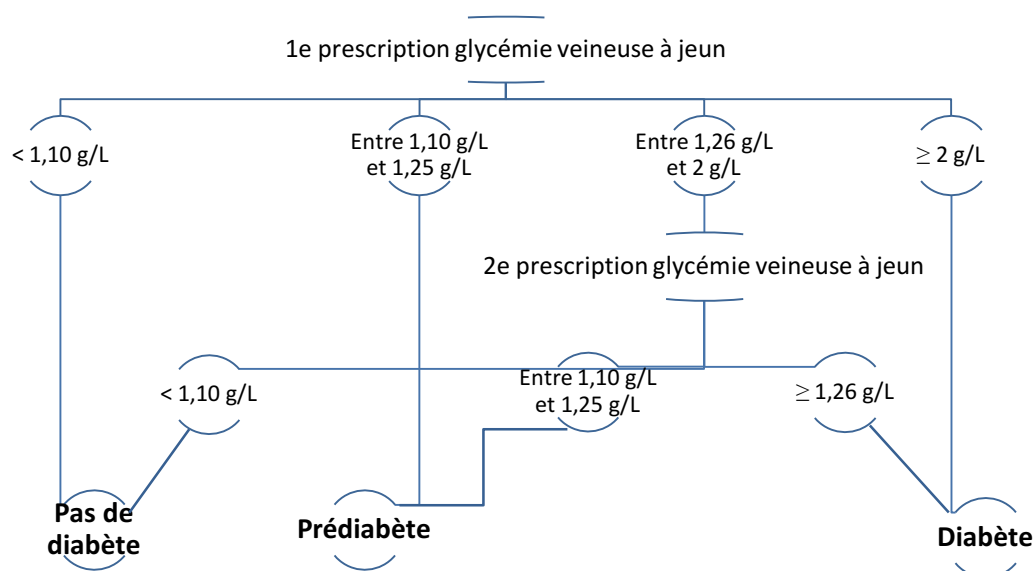 1e prescription glycémie veineuse à jeun
< 1,10 g/L
Entre 1,10 g/L
et 1,25 g/L
Entre 1,26 g/L
et 2 g/L
≥ 2 g/L
2e prescription glycémie veineuse à jeun
< 1,10 g/L
Entre 1,10 g/L
et 1,25 g/L
≥ 1,26 g/L
Pas de
diabète
Prédiabète
Diabète